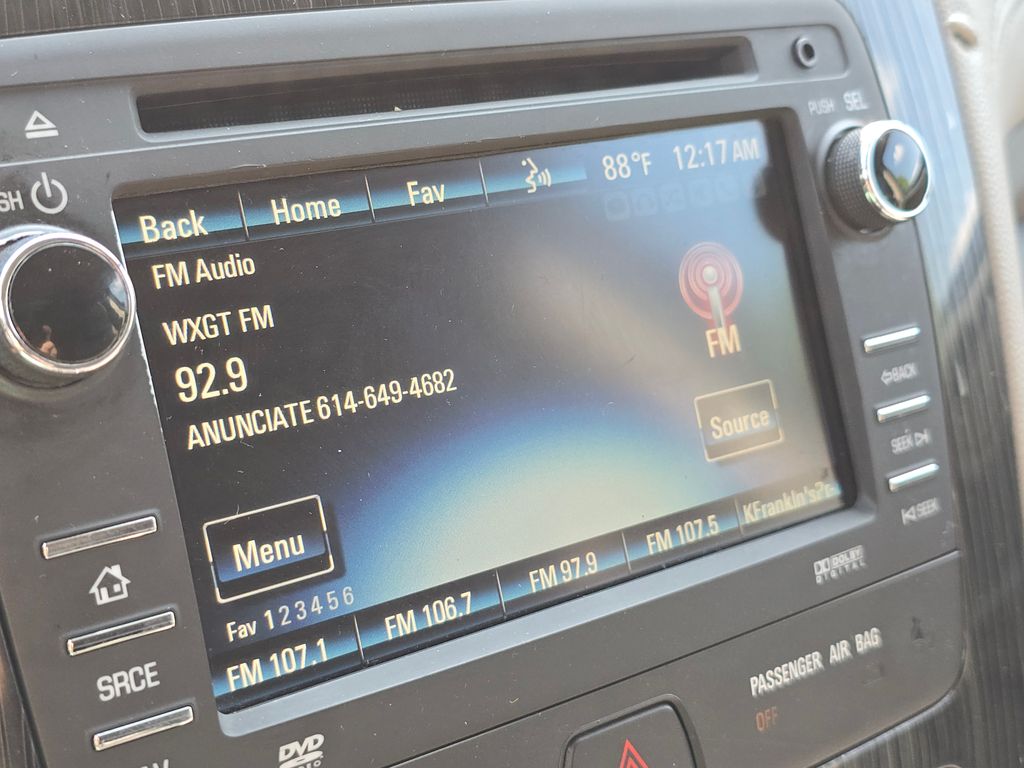 PUSH SEL
SH
Back Home Fav 88°F 12:17 AM
FM Audio
WXGT FM
92.9
ANUNCIATE 614-649-4682
FM
Source
Menu
Fav 1 2 3 4 5 6
FM 107.1 FM 106.7 FM 97.9 FM 107.5
BACK
SEEK
SEEK
SRCE
DOLBY
DIGITAL
DVD
PASSENGER AIR BAG
OFF